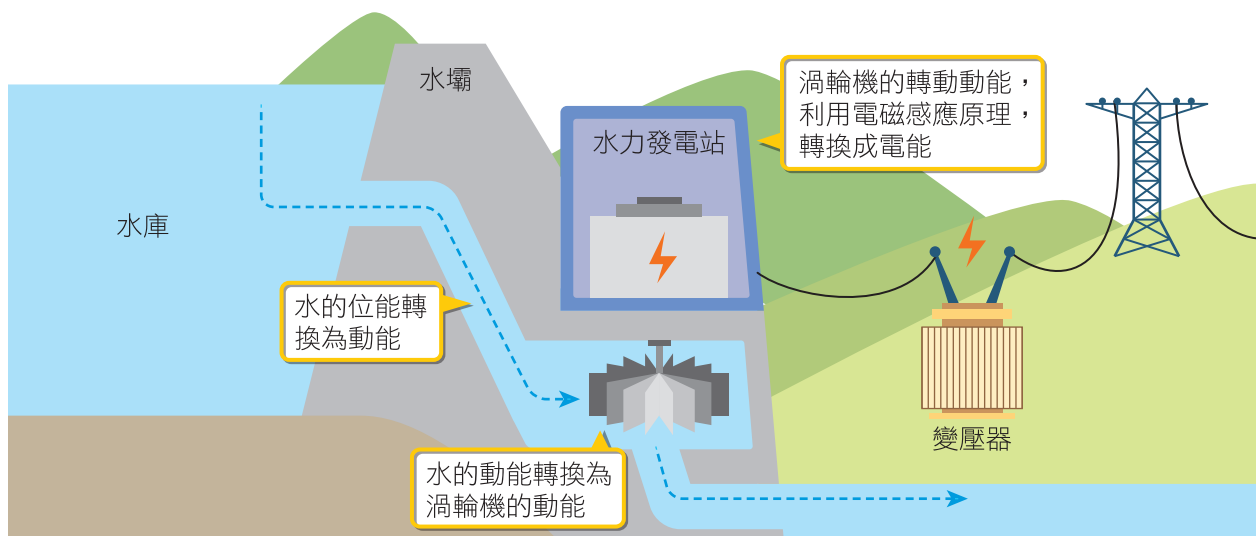 水壩
渦輪機的轉動動能，
利用電磁感應原理，
轉換成電能
水力發電站
水庫
水的位能轉
換為動能
變壓器
水的動能轉換為
渦輪機的動能